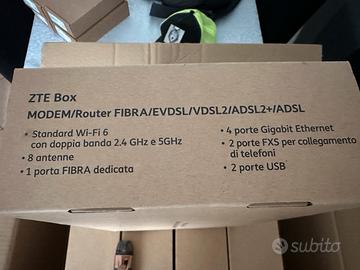 ZTE Box
MODEM/Router FIBRA/EVDSL/VDSL2/ADSL2+/ADSL
• Standard Wi-Fi 6
con doppia banda 2.4 GHz e 5GHz
• 8 antenne
• 1 porta FIBRA dedicata
• 4 porte Gigabit Ethernet
• 2 porte FXS per collegamento
di telefoni
• 2 porte USB
subito